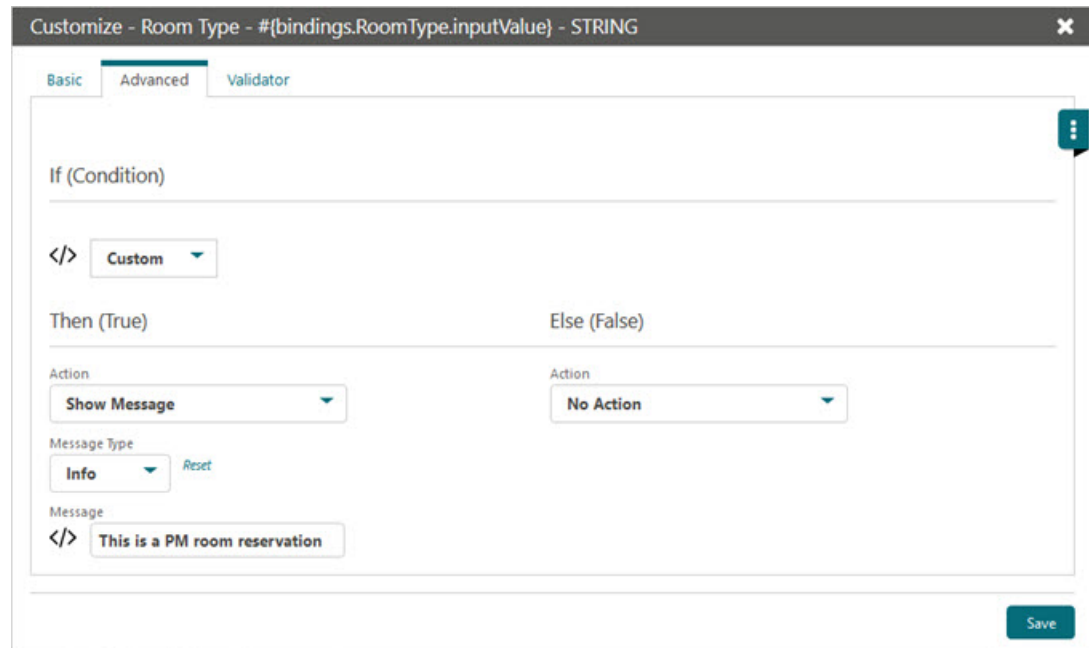 Customize - Room Type - #{bindings.RoomType.inputValue} - STRING
Basic Advanced Validator
If (Condition)
</> Custom
Then (True) Else (False)
Action Action
Show Message No Action
Message Type
Info Reset
Message
</> This is a PM room reservation
Save